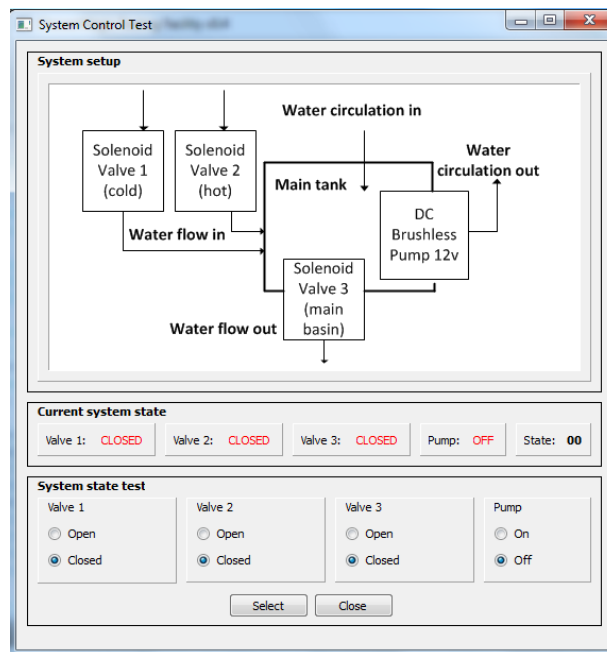 System Control Test
System setup
Water circulation in
Solenoid
Valve 1
(cold)
Solenoid
Valve 2
(hot)
Water
circulation out
Main tank
DC
Brushless
Pump 12v
Water flow in
Solenoid
Valve 3
(main
basin)
Water flow out
Current system state
Valve 1: CLOSED
Valve 2: CLOSED
Valve 3: CLOSED
Pump: OFF
State: 00
System state test
Valve 1
Open
Closed
Valve 2
Open
Closed
Valve 3
Open
Closed
Pump
On
Off
Select
Close